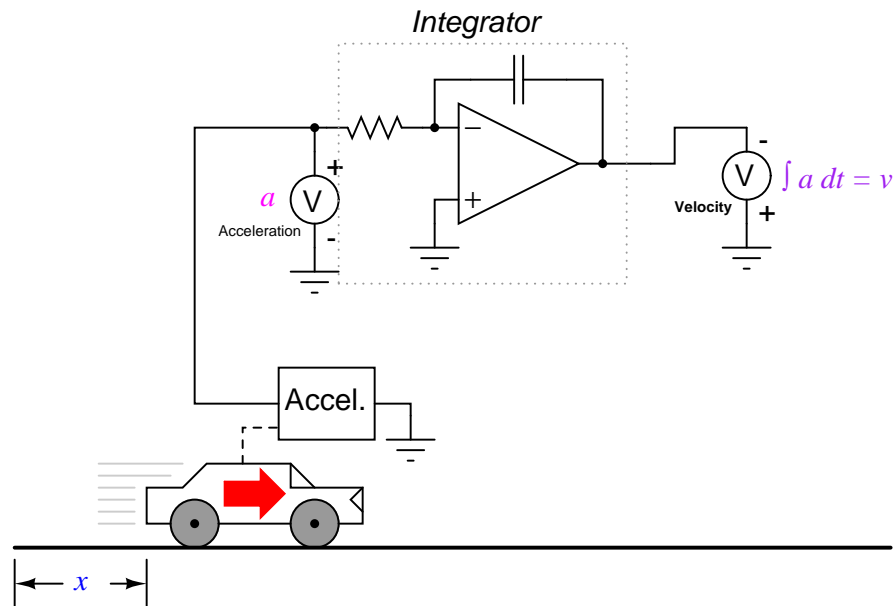 Integrator
−
+
V
+
-
a
Acceleration
V
-
+
Velocity
∫ a dt = v
Accel.
x